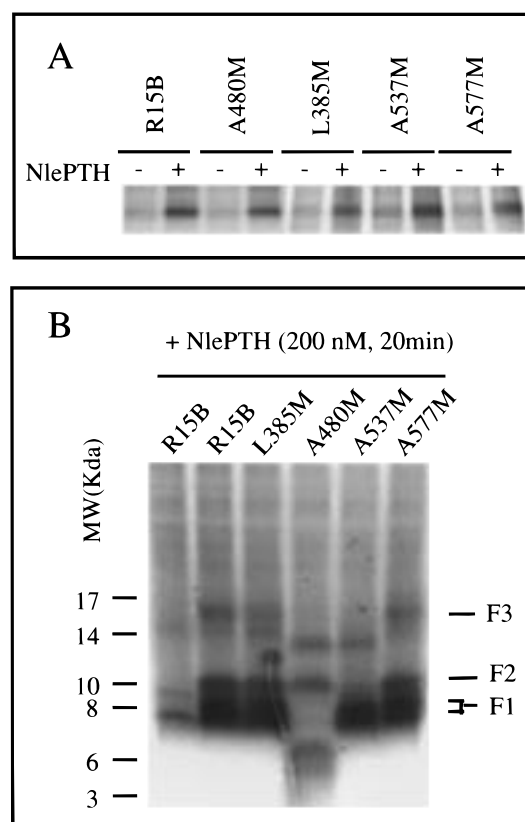 A
R15B A480M L385M A537M A577M
NlePTH - + - + - + - + - +
B
+ NlePTH (200 nM, 20min)
R15B R15B L385M A480M A537M A577M
MW(Kda)
17
F3
14
10 F2
8 F1
6
3